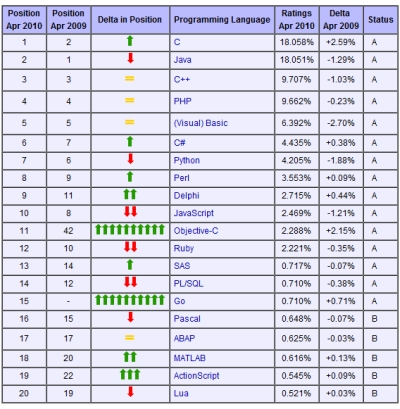 Position Apr 2010 Position Apr 2009 Delta in Position Programming Language Ratings Apr 2010 Delta Apr 2009 Status
1 2 C 18.058% +2.59% A
2 1 Java 18.051% -1.29% A
3 3 C++ 9.707% -1.03% A
4 4 PHP 9.662% -0.23% A
5 5 (Visual) Basic 6.392% -2.70% A
6 7 C# 4.435% +0.38% A
7 6 Python 4.205% -1.88% A
8 9 Perl 3.553% +0.09% A
9 11 Delphi 2.715% +0.44% A
10 8 JavaScript 2.469% -1.21% A
11 42 Objective-C 2.288% +2.15% A
12 10 Ruby 2.221% -0.35% A
13 14 SAS 0.717% -0.07% A
14 12 PL/SQL 0.710% -0.38% A
15 - Go 0.710% +0.71% A
16 15 Pascal 0.648% -0.07% B
17 17 ABAP 0.625% -0.03% B
18 20 MATLAB 0.616% +0.13% B
19 22 ActionScript 0.545% +0.09% B
20 19 Lua 0.521% +0.03% B